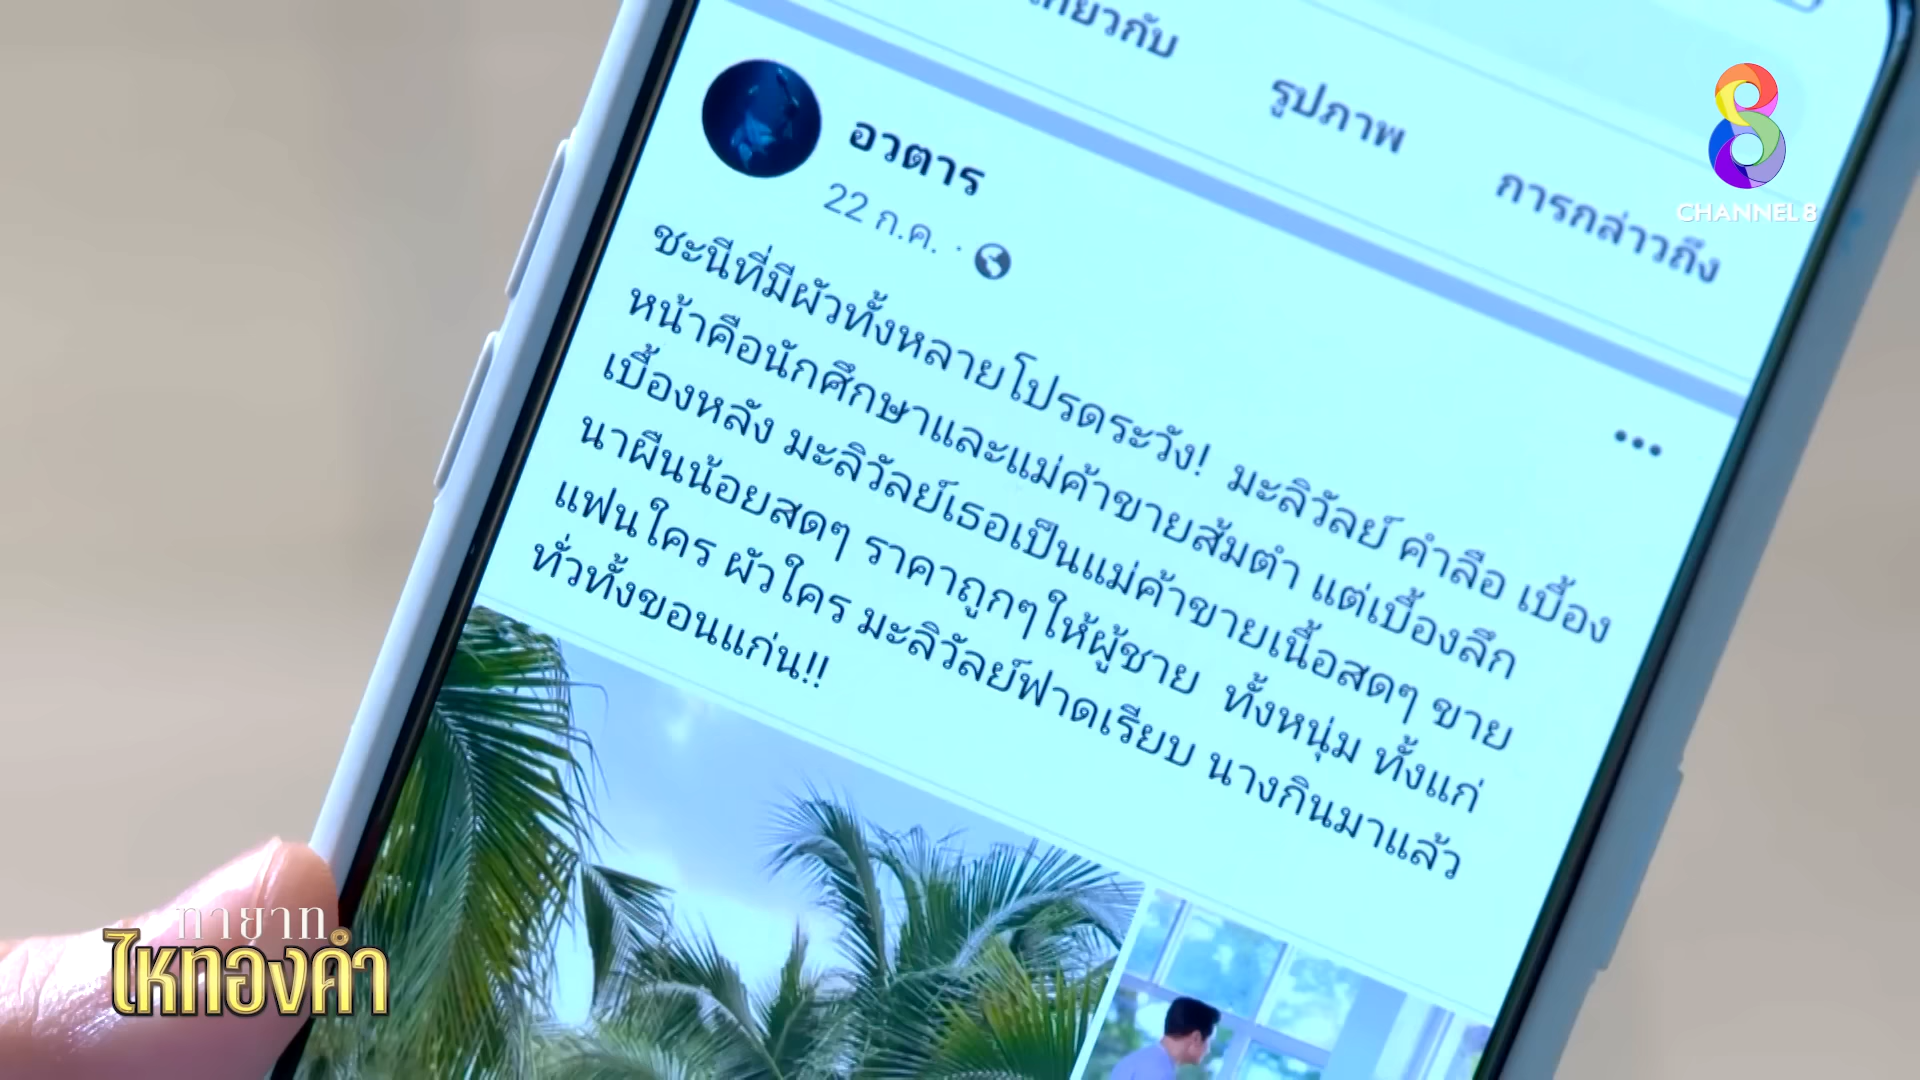 เกี่ยวกับ
รูปภาพ
การกล่าวถึง
CHANNEL 8
อวตาร
22 ก.ค. ·
ชะนีที่มีผัวทั้งหลายโปรดระวัง! มะลิวัลย์ คำลือ เบื้อง
หน้าคือนักศึกษาและแม่ค้าขายส้มตำ แต่เบื้องลึก
เบื้องหลัง มะลิวัลย์เธอเป็นแม่ค้าขายเนื้อสดๆ ขาย
นาผืนน้อยสดๆ ราคาถูกๆให้ผู้ชาย ทั้งหนุ่ม ทั้งแก่
แฟนใคร ผัวใคร มะลิวัลย์ฟาดเรียบ นางกินมาแล้ว
ทั่วทั้งขอนแก่น!!
ทายาท
ไหทองคำ